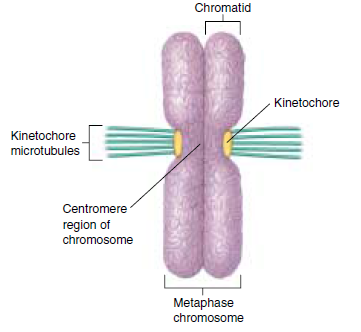 Chromatid
Kinetochore
Kinetochore
microtubules
Centromere
region of
chromosome
Metaphase
chromosome